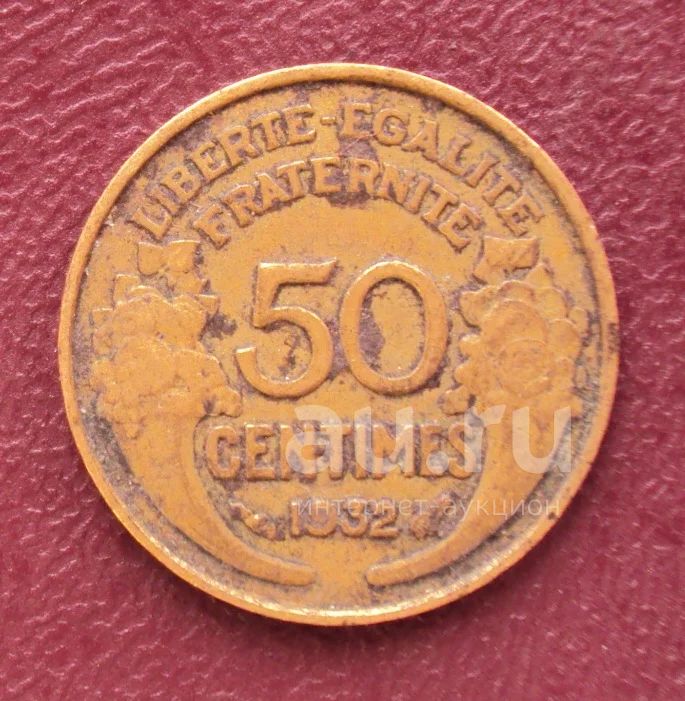 LIBERTE-EGALITE
FRATERNITE
50
CENTIMES
1932
au.ru
интернет-аукцион